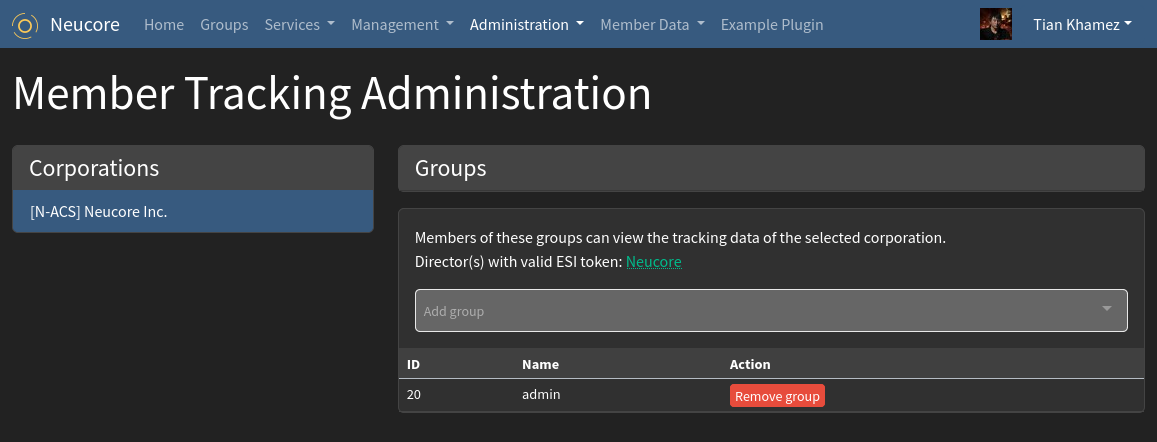 Neucore Home Groups Services Management Administration Member Data Example Plugin Tian Khamez
Member Tracking Administration
Corporations
[N-ACS] Neucore Inc.
Groups
Members of these groups can view the tracking data of the selected corporation.
Director(s) with valid ESI token: Neucore
Add group
ID Name Action
20 admin Remove group